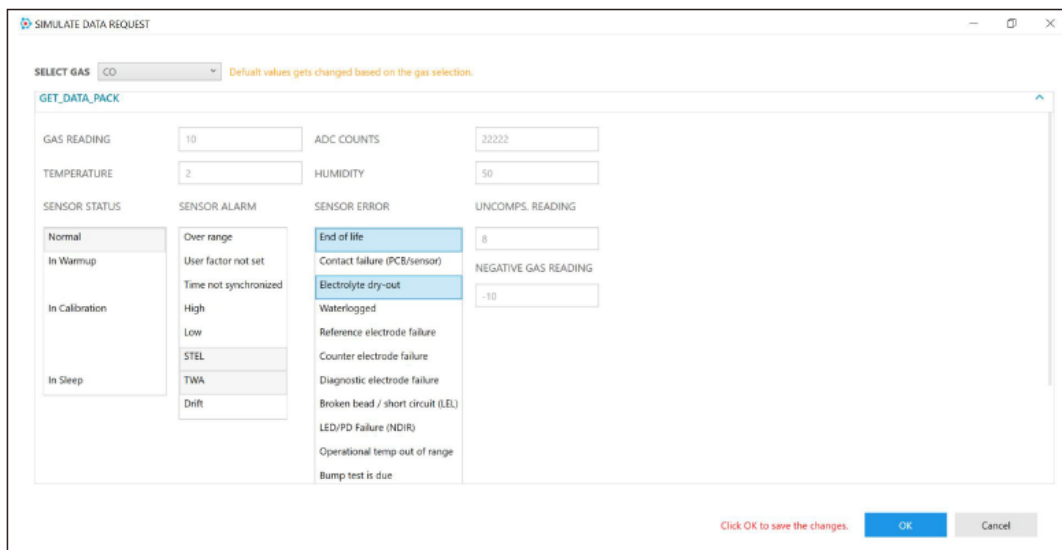 SIMULATE DATA REQUEST
SELECT GAS CO Defualt values gets changed based on the gas selection.
GET_DATA_PACK
GAS READING 10 ADC COUNTS 22222
TEMPERATURE 2 HUMIDITY 50
SENSOR STATUS SENSOR ALARM SENSOR ERROR UNCOMPS. READING
Normal Over range End of life 8
In Warmup User factor not set Contact failure (PCB/sensor) NEGATIVE GAS READING
Time not synchronized Electrolyte dry-out -10
In Calibration High Waterlogged
Low Reference electrode failure
STEL Counter electrode failure
In Sleep TWA Diagnostic electrode failure
Drift Broken bead / short circuit (LEL)
LED/PD Failure (NDIR)
Operational temp out of range
Bump test is due
Click OK to save the changes. OK Cancel